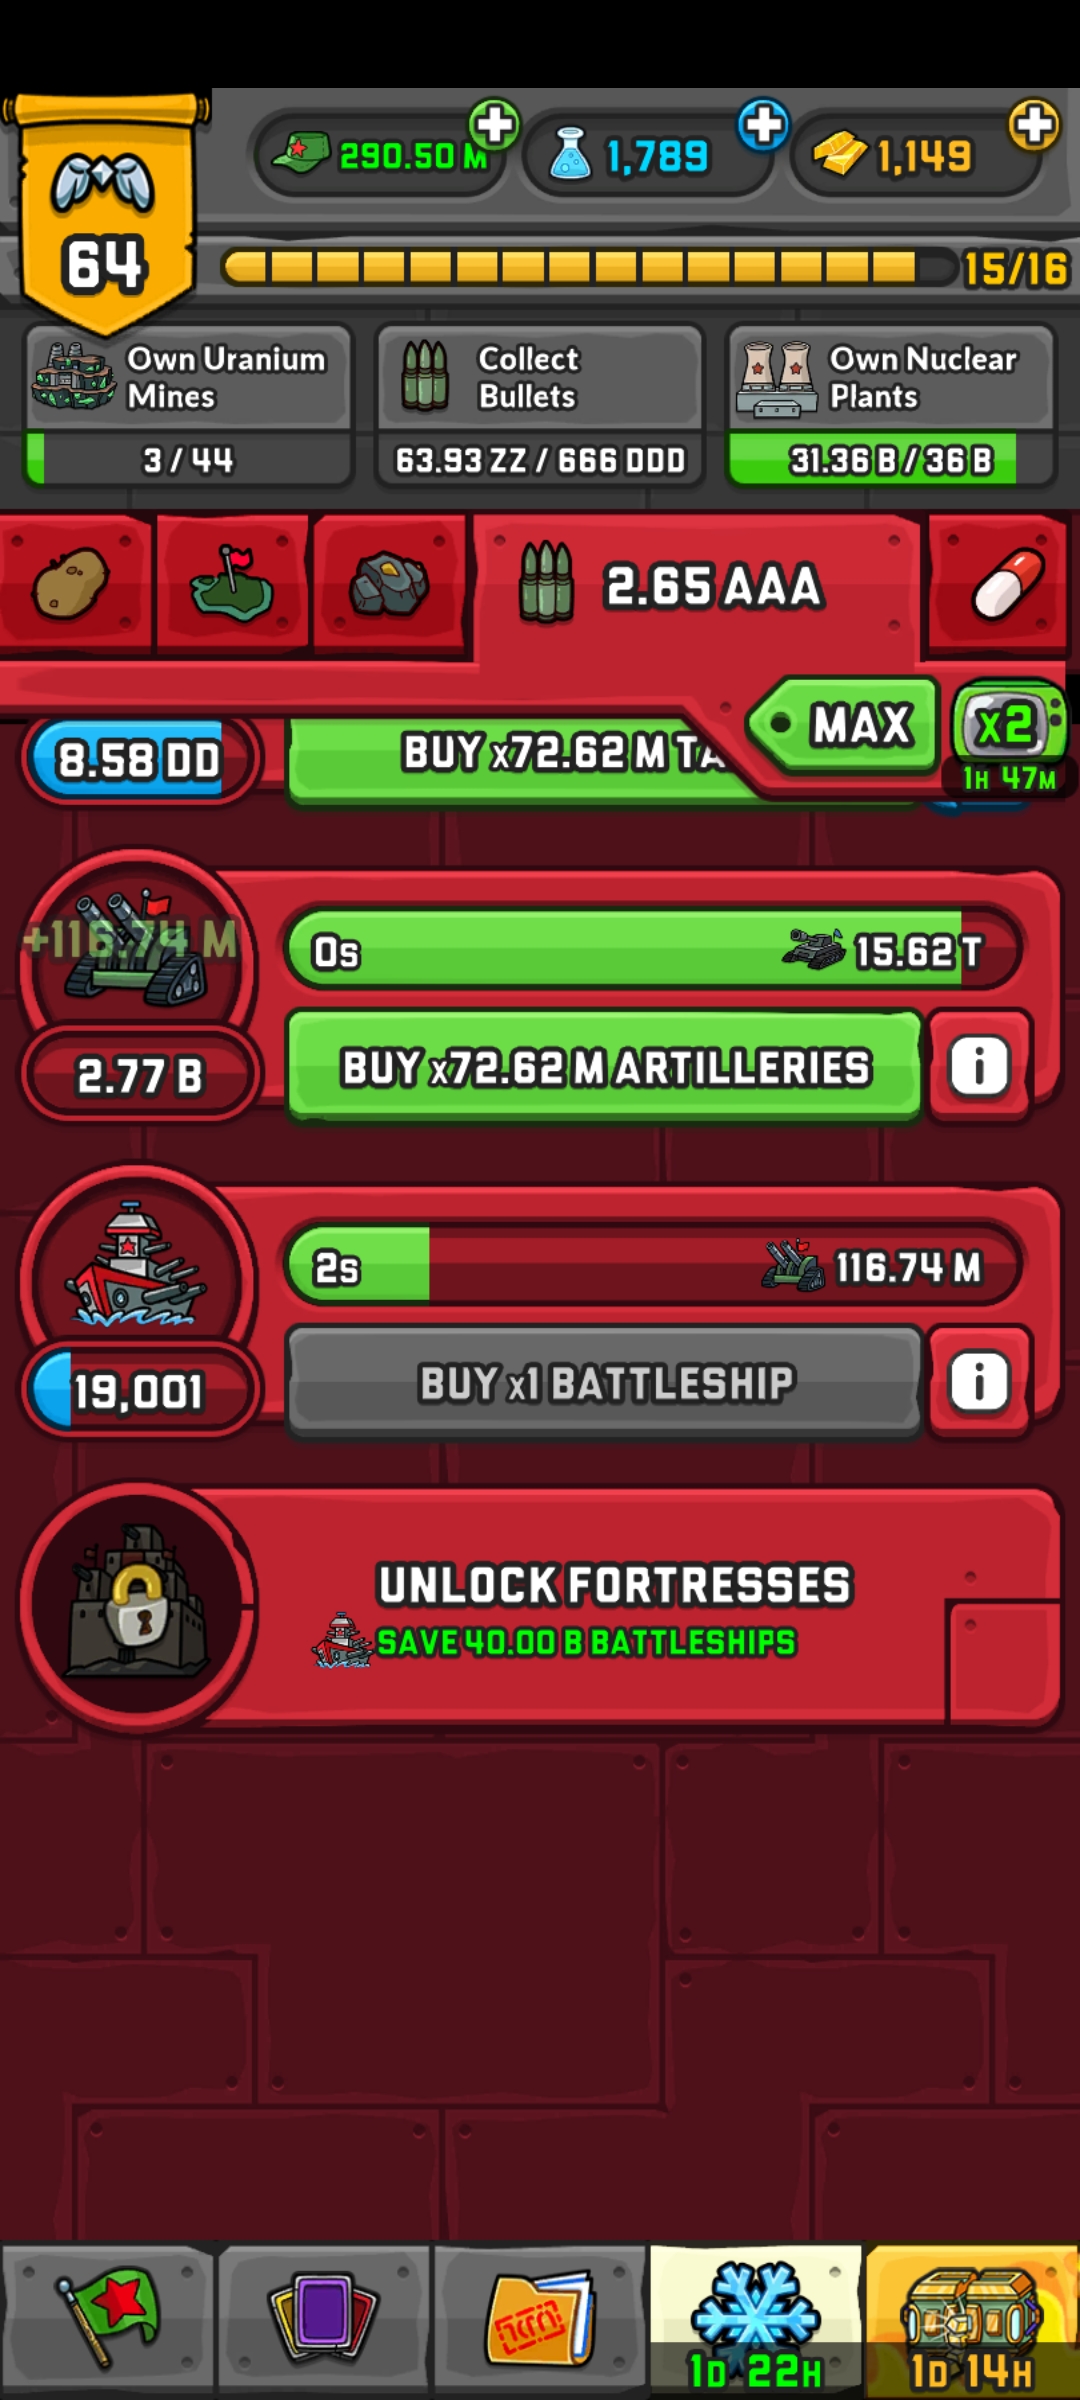 290.50 M
1,789
1,149
64
15/16
Own Uranium
Mines
3 / 44
Collect
Bullets
63.93 ZZ / 666 DDD
Own Nuclear
Plants
31.36 B / 36 B
2.65 AAA
MAX
x2
1H 47M
8.58 DD
BUY x72.62 M TA
+116.74 M
0s
15.62 T
2.77 B
BUY x72.62 M ARTILLERIES
i
2s
116.74 M
19,001
BUY x1 BATTLESHIP
i
UNLOCK FORTRESSES
SAVE 40.00 B BATTLESHIPS
1D 22H
1D 14H